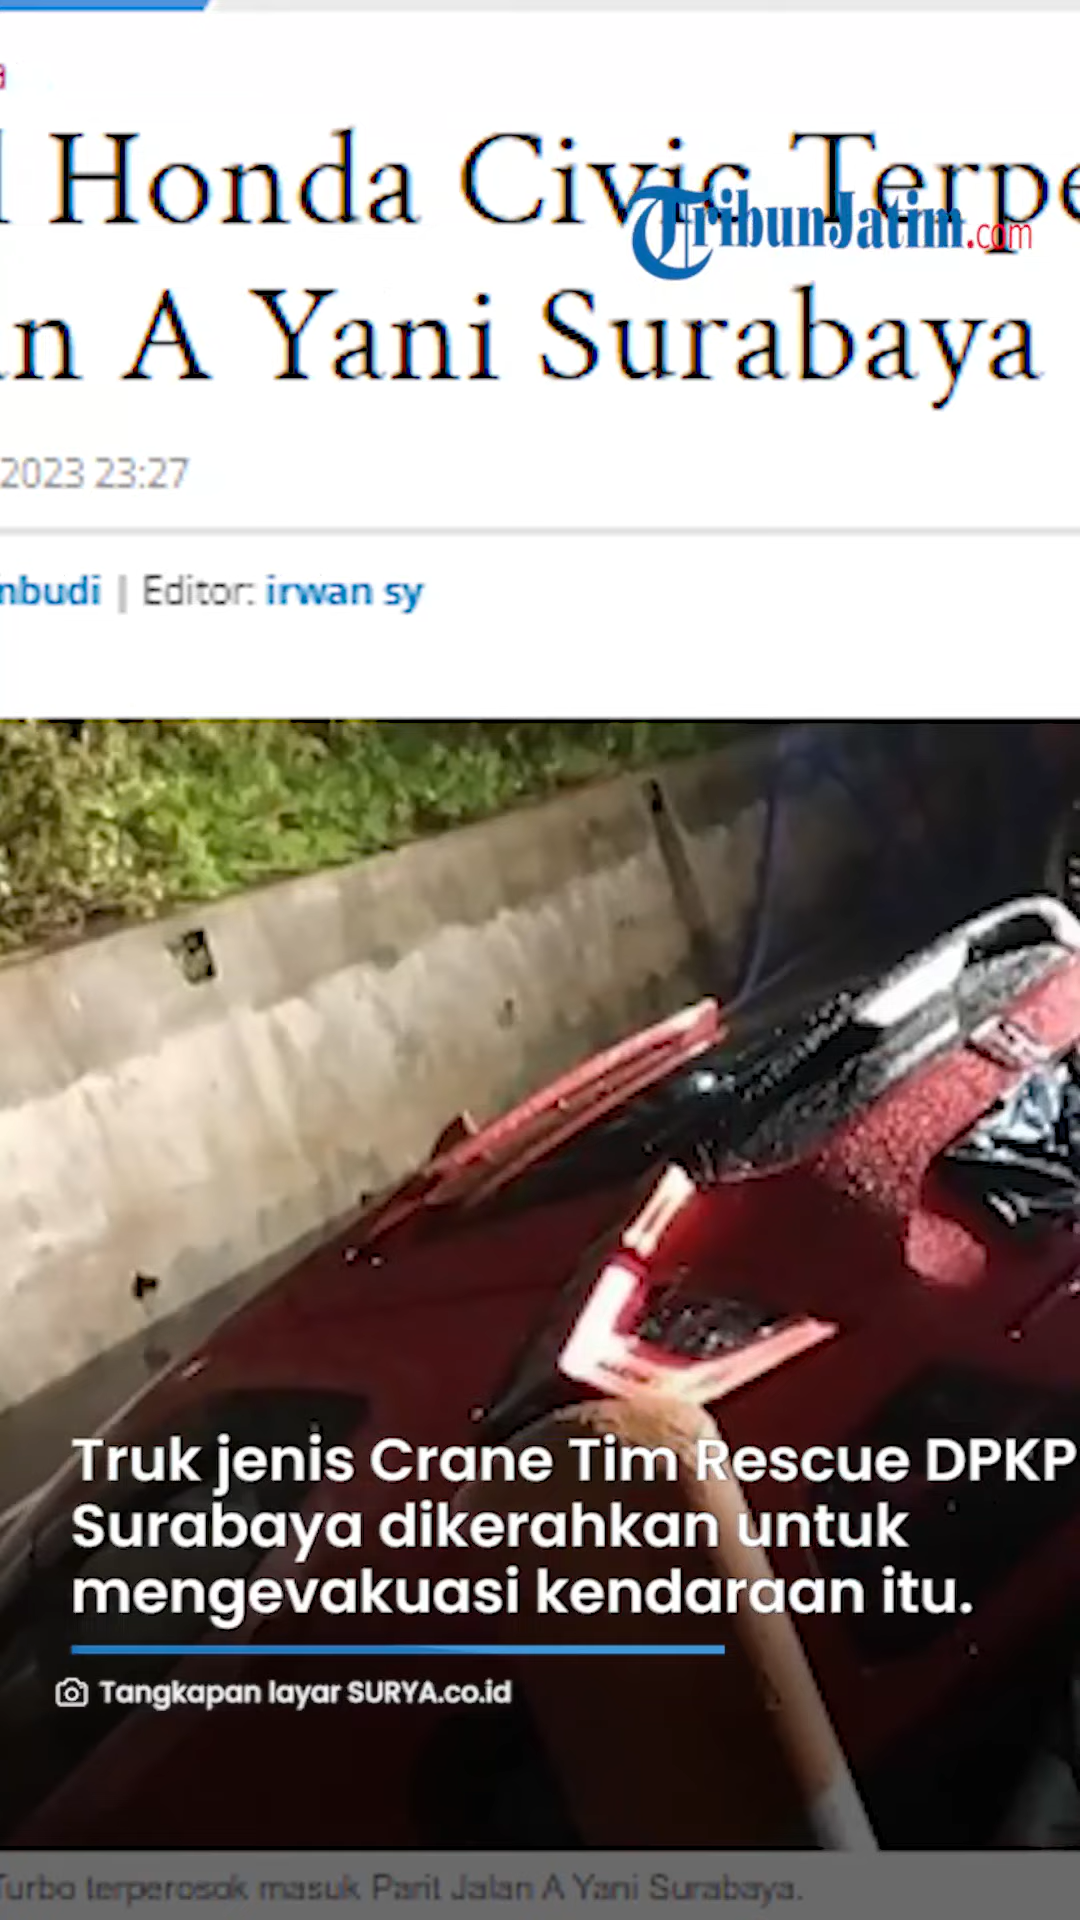 Honda Civic Terpe
TribunJatim.com
an A Yani Surabaya
2023 23:27
nbudi | Editor: irwan sy
Truk jenis Crane Tim Rescue DPKP
Surabaya dikerahkan untuk
mengevakuasi kendaraan itu.
Tangkapan layar SURYA.co.id
Turbo terperosok masuk Parit Jalan A Yani Surabaya.